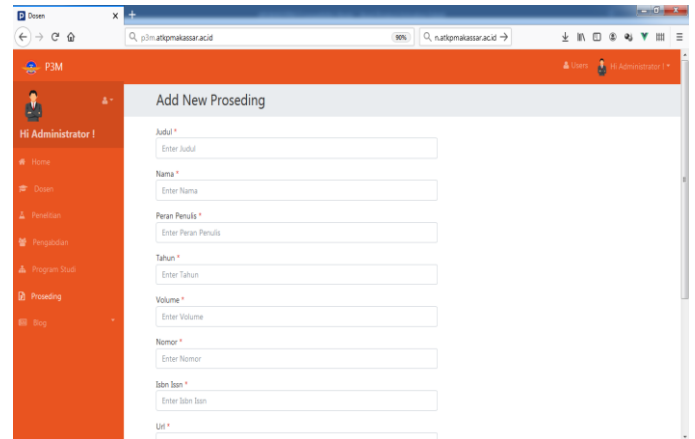 Dosen
p3m.atkpmakassar.ac.id
90%
n.atkpmakassar.ac.id
P3M
Users
Hi Administrator !
Hi Administrator !
Home
Dosen
Penelitian
Pengabdian
Program Studi
Proseding
Blog
Add New Proseding
Judul *
Enter Judul
Nama *
Enter Nama
Peran Penulis *
Enter Peran Penulis
Tahun *
Enter Tahun
Volume *
Enter Volume
Nomor *
Enter Nomor
Isbn Issn *
Enter Isbn Issn
Url *